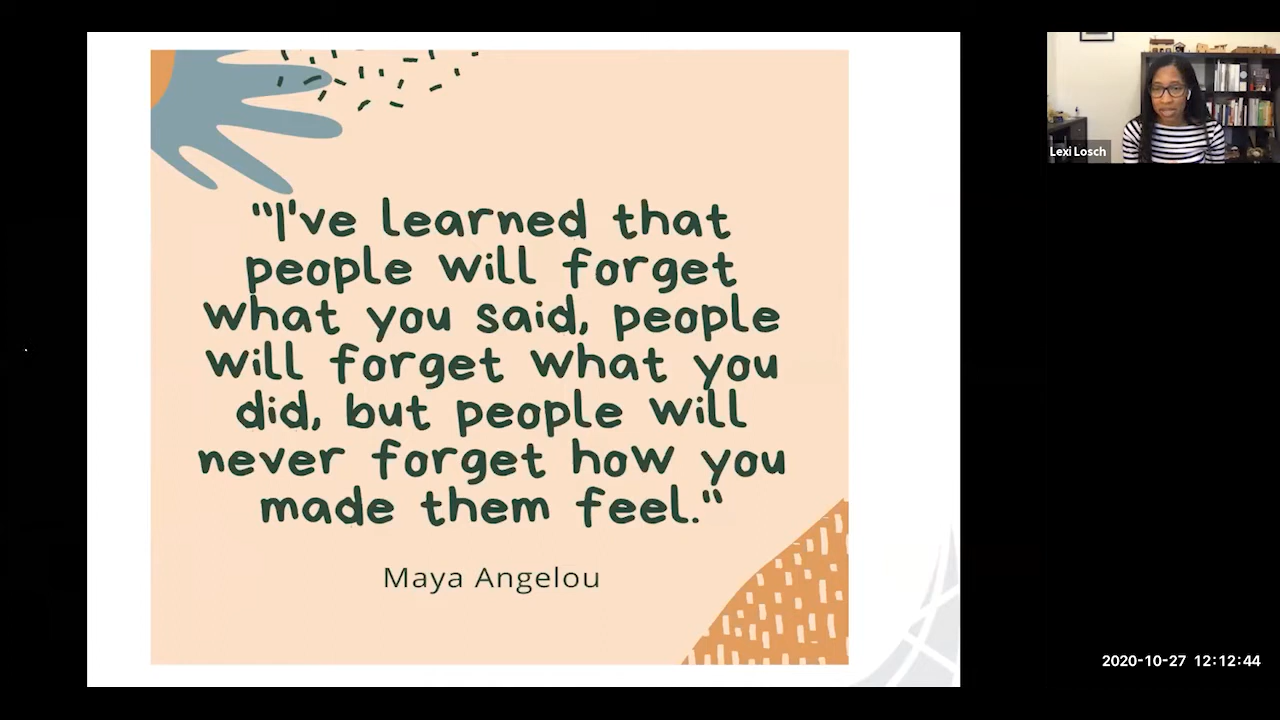 "I've learned that
people will forget
what you said, people
will forget what you
did, but people will
never forget how you
made them feel."
Maya Angelou
Lexi Losch
2020-10-27 12:12:44